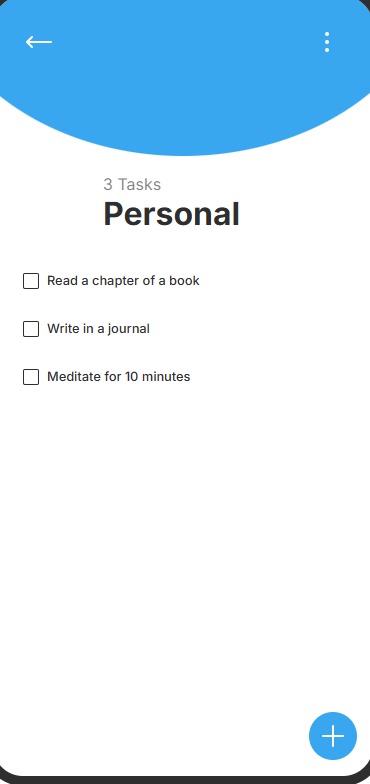 3 Tasks
Personal
Read a chapter of a book
Write in a journal
Meditate for 10 minutes